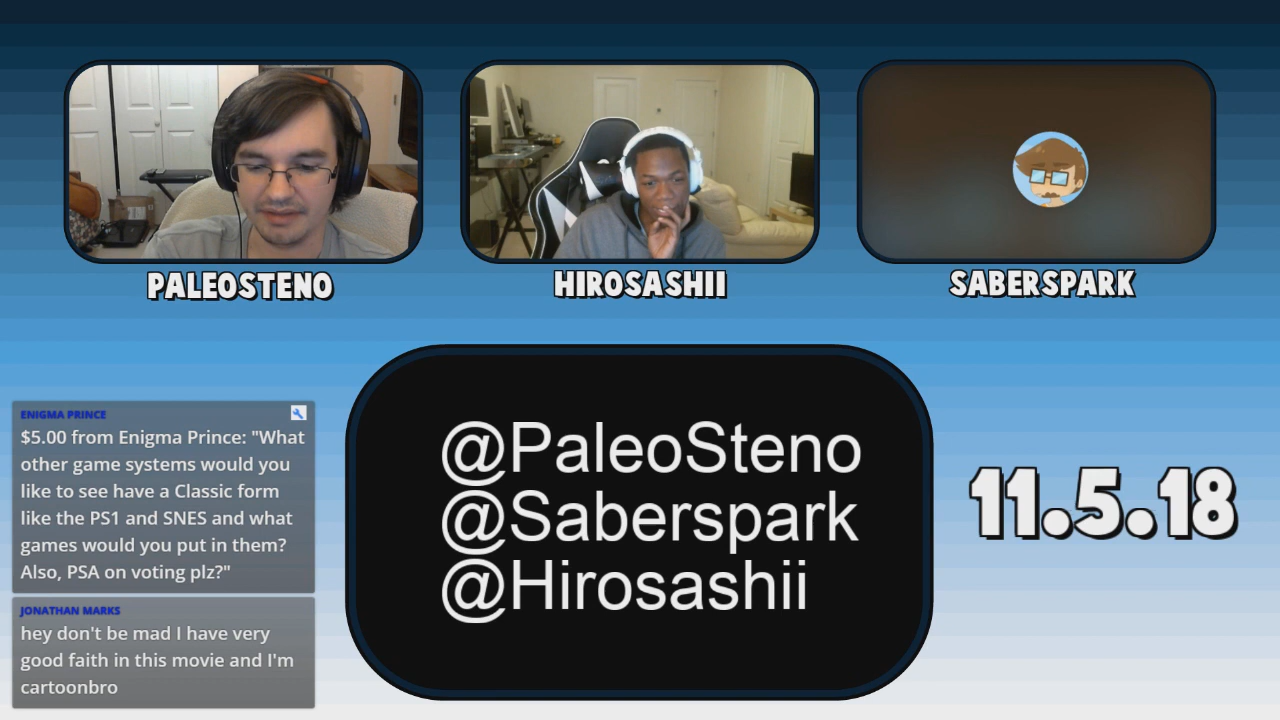 PALEOSTENO
HIROSASHII
SABERSPARK
ENIGMA PRINCE
$5.00 from Enigma Prince: "What
other game systems would you
like to see have a Classic form
like the PS1 and SNES and what
games would you put in them?
Also, PSA on voting plz?"
JONATHAN MARKS
hey don't be mad I have very
good faith in this movie and I'm
cartoonbro
@PaleoSteno
@Saberspark
@Hirosashii
11.5.18